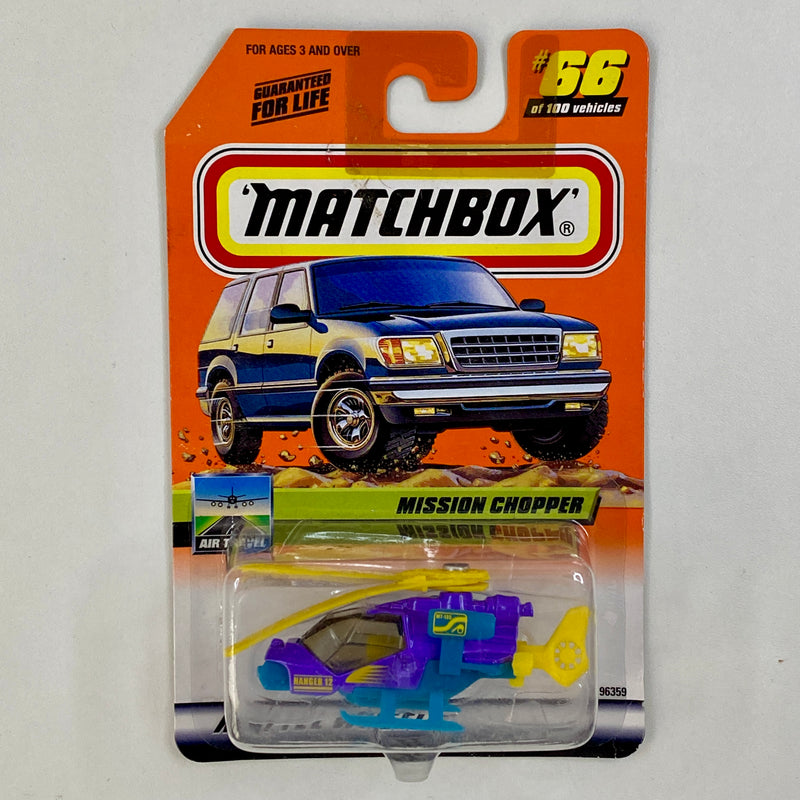 FOR AGES 3 AND OVER
GUARANTEED
FOR LIFE
#66
of 100 vehicles
'MATCHBOX'®
MISSION CHOPPER
AIR TRAVEL
HANGER 12
96359